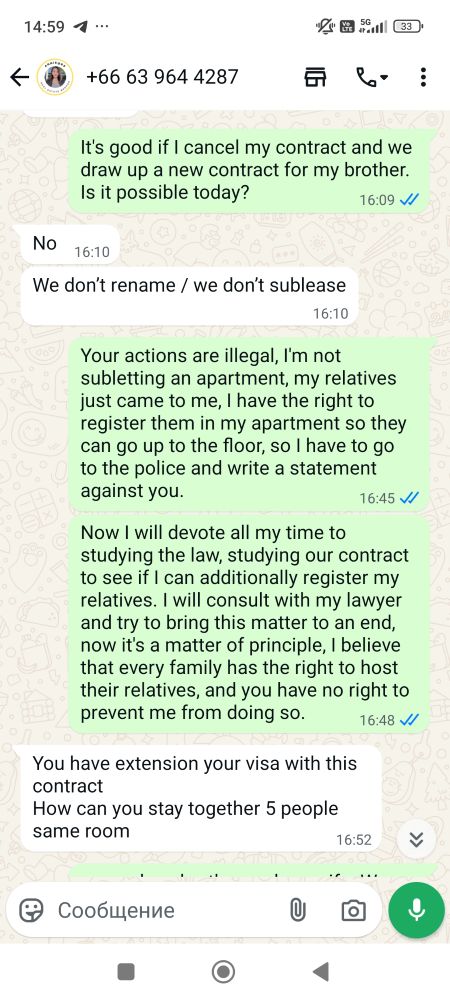 14:59
5G
33
+66 63 964 4287
It's good if I cancel my contract and we
draw up a new contract for my brother.
Is it possible today?
16:09
No
16:10
We don’t rename / we don’t sublease
16:10
Your actions are illegal, I'm not
subletting an apartment, my relatives
just came to me, I have the right to
register them in my apartment so they
can go up to the floor, so I have to go
to the police and write a statement
against you.
16:45
Now I will devote all my time to
studying the law, studying our contract
to see if I can additionally register my
relatives. I will consult with my lawyer
and try to bring this matter to an end,
now it's a matter of principle, I believe
that every family has the right to host
their relatives, and you have no right to
prevent me from doing so.
16:48
You have extension your visa with this
contract
How can you stay together 5 people
same room
16:52
Сообщение